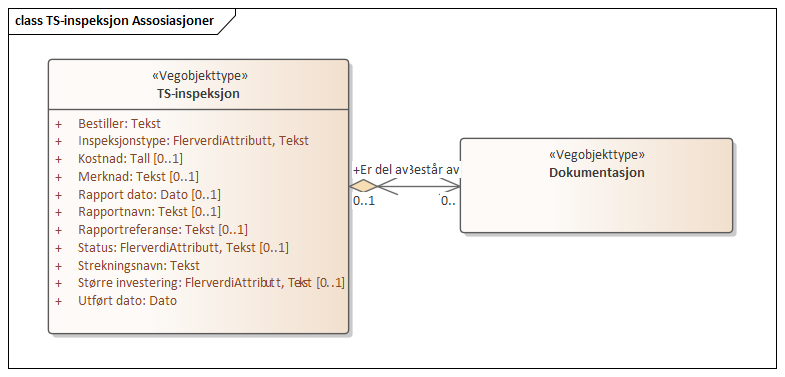 class TS-inspeksjon Assosiasjoner
«Vegobjekttype»
TS-inspeksjon
+ Bestiller: Tekst
+ Inspeksjonstype: FlerverdiAttributt, Tekst
+ Kostnad: Tall [0..1]
+ Merknad: Tekst [0..1]
+ Rapport dato: Dato [0..1]
+ Rapportnavn: Tekst [0..1]
+ Rapportreferanse: Tekst [0..1]
+ Status: FlerverdiAttributt, Tekst [0..1]
+ Strekningsnavn: Tekst
+ Større investering: FlerverdiAttributt, Tekst [0..1]
+ Utført dato: Dato
+Er del av
Består av
0..1
0..
«Vegobjekttype»
Dokumentasjon